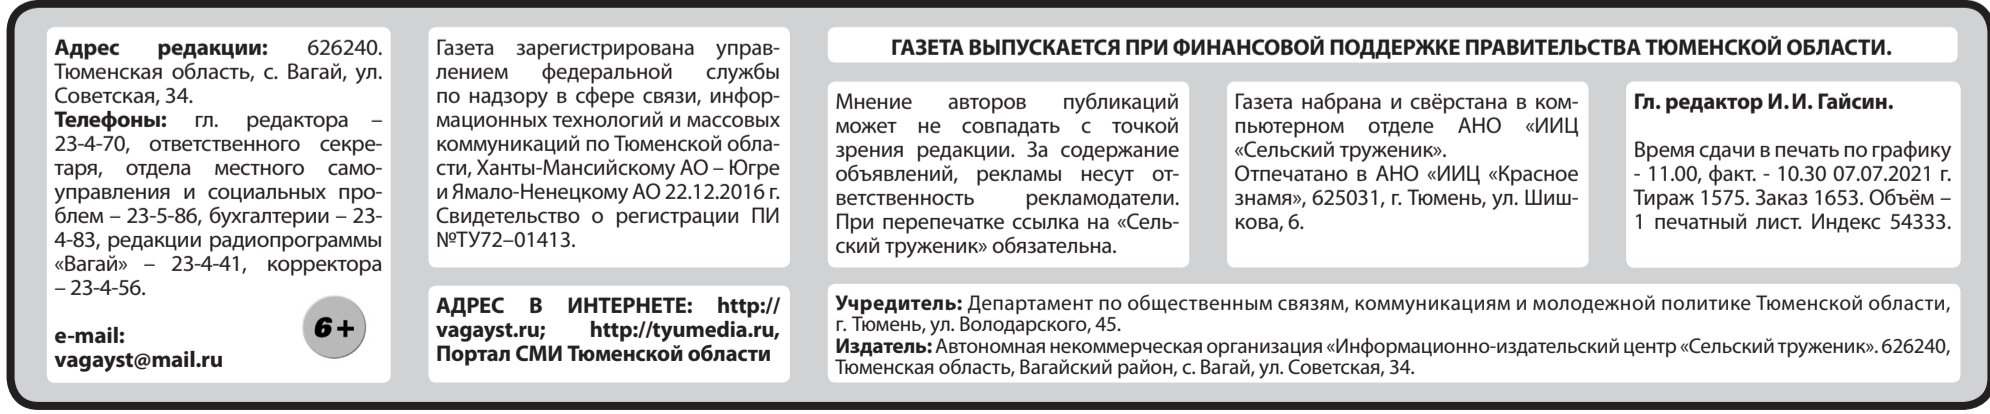 Адрес редакции: 626240.
Тюменская область, с. Вагай, ул.
Советская, 34.
Телефоны: гл. редактора –
23-4-70, ответственного секре-
таря, отдела местного само-
управления и социальных про-
блем – 23-5-86, бухгалтерии – 23-
4-83, редакции радиопрограммы
«Вагай» – 23-4-41, корректора
– 23-4-56.
e-mail:
vagayst@mail.ru
6+
Газета зарегистрирована управ-
лением федеральной службы
по надзору в сфере связи, инфор-
мационных технологий и массовых
коммуникаций по Тюменской обла-
сти, Ханты-Мансийскому АО – Югре
и Ямало-Ненецкому АО 22.12.2016 г.
Свидетельство о регистрации ПИ
№ТУ72–01413.
АДРЕС В ИНТЕРНЕТЕ: http://
vagayst.ru; http://tyumedia.ru,
Портал СМИ Тюменской области
ГАЗЕТА ВЫПУСКАЕТСЯ ПРИ ФИНАНСОВОЙ ПОДДЕРЖКЕ ПРАВИТЕЛЬСТВА ТЮМЕНСКОЙ ОБЛАСТИ.
Мнение авторов публикаций
может не совпадать с точкой
зрения редакции. За содержание
объявлений, рекламы несут от-
ветственность рекламодатели.
При перепечатке ссылка на «Сель-
ский труженик» обязательна.
Газета набрана и свёрстана в ком-
пьютерном отделе АНО «ИИЦ
«Сельский труженик».
Отпечатано в АНО «ИИЦ «Красное
знамя», 625031, г. Тюмень, ул. Шиш-
кова, 6.
Гл. редактор И.И. Гайсин.
Время сдачи в печать по графику
- 11.00, факт. - 10.30 07.07.2021 г.
Тираж 1575. Заказ 1653. Объём –
1 печатный лист. Индекс 54333.
Учредитель: Департамент по общественным связям, коммуникациям и молодежной политике Тюменской области,
г. Тюмень, ул. Володарского, 45.
Издатель: Автономная некоммерческая организация «Информационно-издательский центр «Сельский труженик». 626240,
Тюменская область, Вагайский район, с. Вагай, ул. Советская, 34.